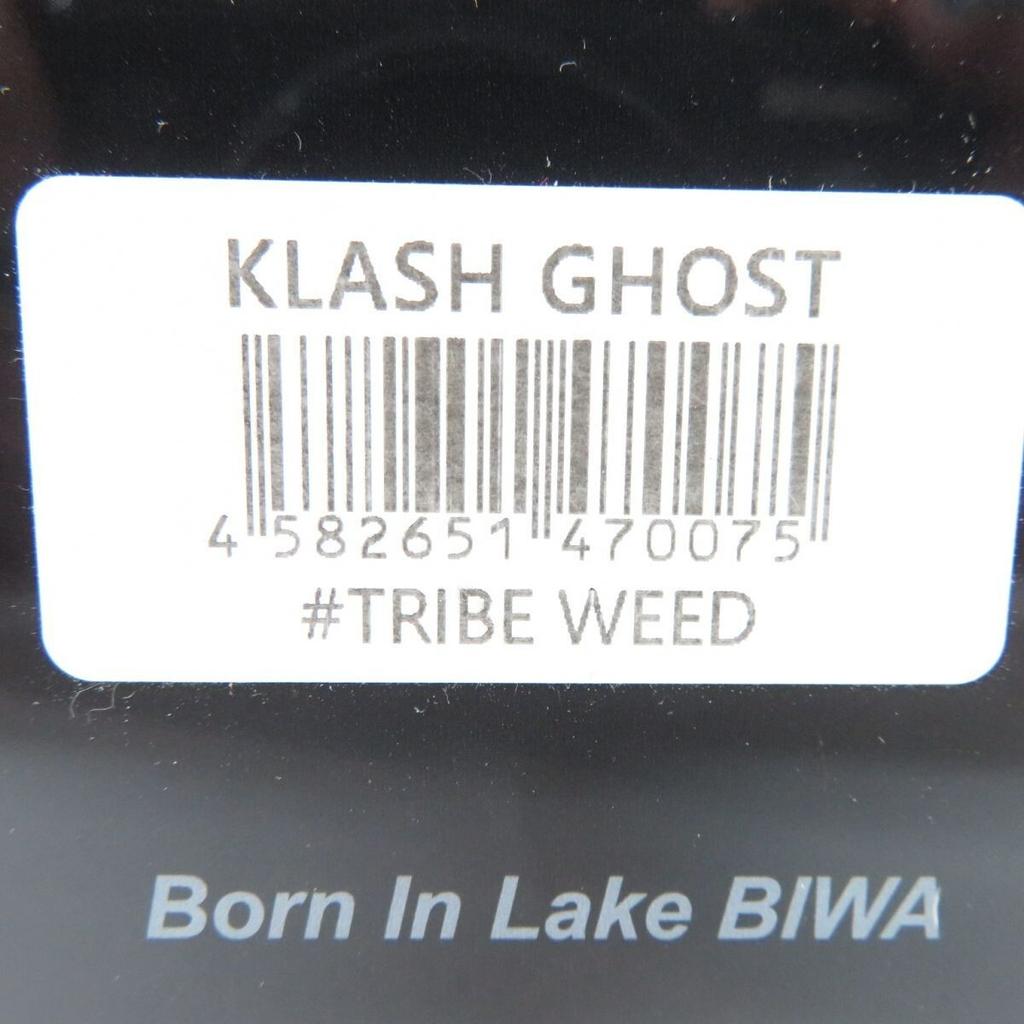 KLASH GHOST
4 582651 470075
#TRIBE WEED
Born In Lake BIWA